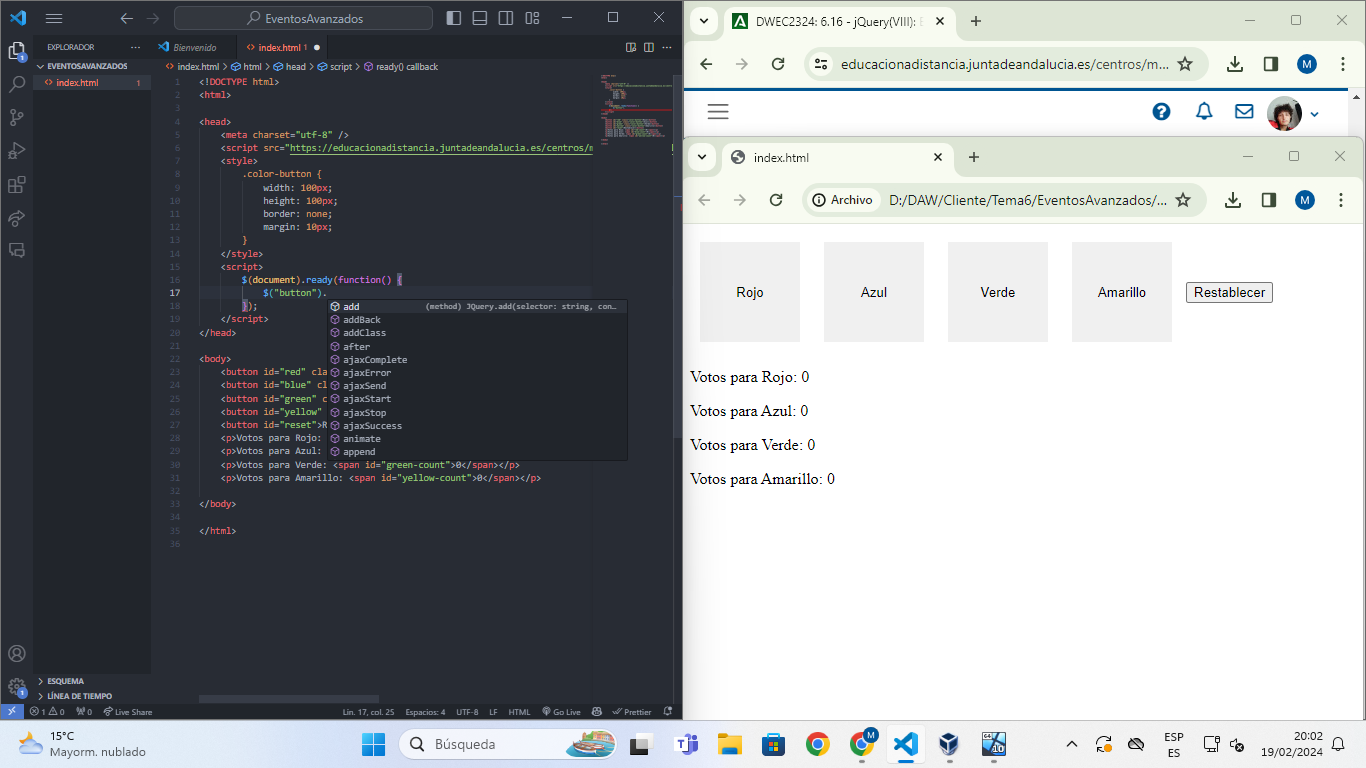 EventosAvanzados
EXPLORADOR
EVENTOSAVANZADOS
index.html 1
Bienvenido
index.html 1
index.html > html > head > script > ready() callback
1 <!DOCTYPE html>
2 <html>
3
4 <head>
5 <meta charset="utf-8" />
6 <script src="https://educacionadistancia.juntadeandalucia.es/centros/m
7 <style>
8 .color-button {
9 width: 100px;
10 height: 100px;
11 border: none;
12 margin: 10px;
13 }
14 </style>
15 <script>
16 $(document).ready(function() {
17 $("button").
18 });
19 </script>
20 </head>
21
22 <body>
23 <button id="red" cla
24 <button id="blue" cl
25 <button id="green" c
26 <button id="yellow"
27 <button id="reset">R
28 <p>Votos para Rojo:
29 <p>Votos para Azul:
30 <p>Votos para Verde: <span id="green-count">0</span></p>
31 <p>Votos para Amarillo: <span id="yellow-count">0</span></p>
32
33 </body>
34
35 </html>
36
add (method) JQuery.add(selector: string, con…
addBack
addClass
after
ajaxComplete
ajaxError
ajaxSend
ajaxStart
ajaxStop
ajaxSuccess
animate
append
ESQUEMA
LÍNEA DE TIEMPO
1 0 0 Live Share
Lín. 17, col. 25 Espacios: 4 UTF-8 LF HTML Go Live Prettier
DWEC2324: 6.16 - jQuery(VIII): E
educacionadistancia.juntadeandalucia.es/centros/m...
M
index.html
Archivo D:/DAW/Cliente/Tema6/EventosAvanzados/...
M
Rojo Azul Verde Amarillo Restablecer
Votos para Rojo: 0
Votos para Azul: 0
Votos para Verde: 0
Votos para Amarillo: 0
15°C
Mayorm. nublado
Búsqueda
ESP
ES
20:02
19/02/2024